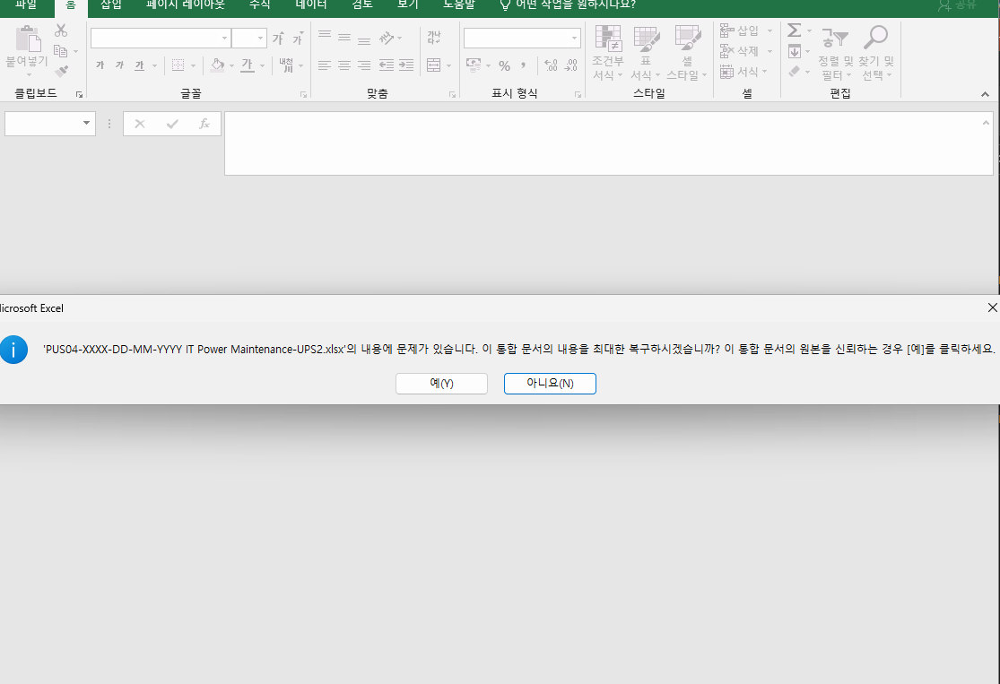 파일 홈 삽입 페이지 레이아웃 수식 데이터 검토 보기 도움말 어떤 작업을 원하시나요? 공유
붙여넣기
가 가
가 가 가 가 내천
가나
%
조건부 서식
표 서식
셀 스타일
삽입
삭제
서식
정렬 및 필터
찾기 및 선택
클립보드 글꼴 맞춤 표시 형식 스타일 셀 편집
fx
licrosoft Excel
'PUS04-XXXX-DD-MM-YYYY IT Power Maintenance-UPS2.xlsx'의 내용에 문제가 있습니다. 이 통합 문서의 내용을 최대한 복구하시겠습니까? 이 통합 문서의 원본을 신뢰하는 경우 [예]를 클릭하세요.
예(Y) 아니요(N)